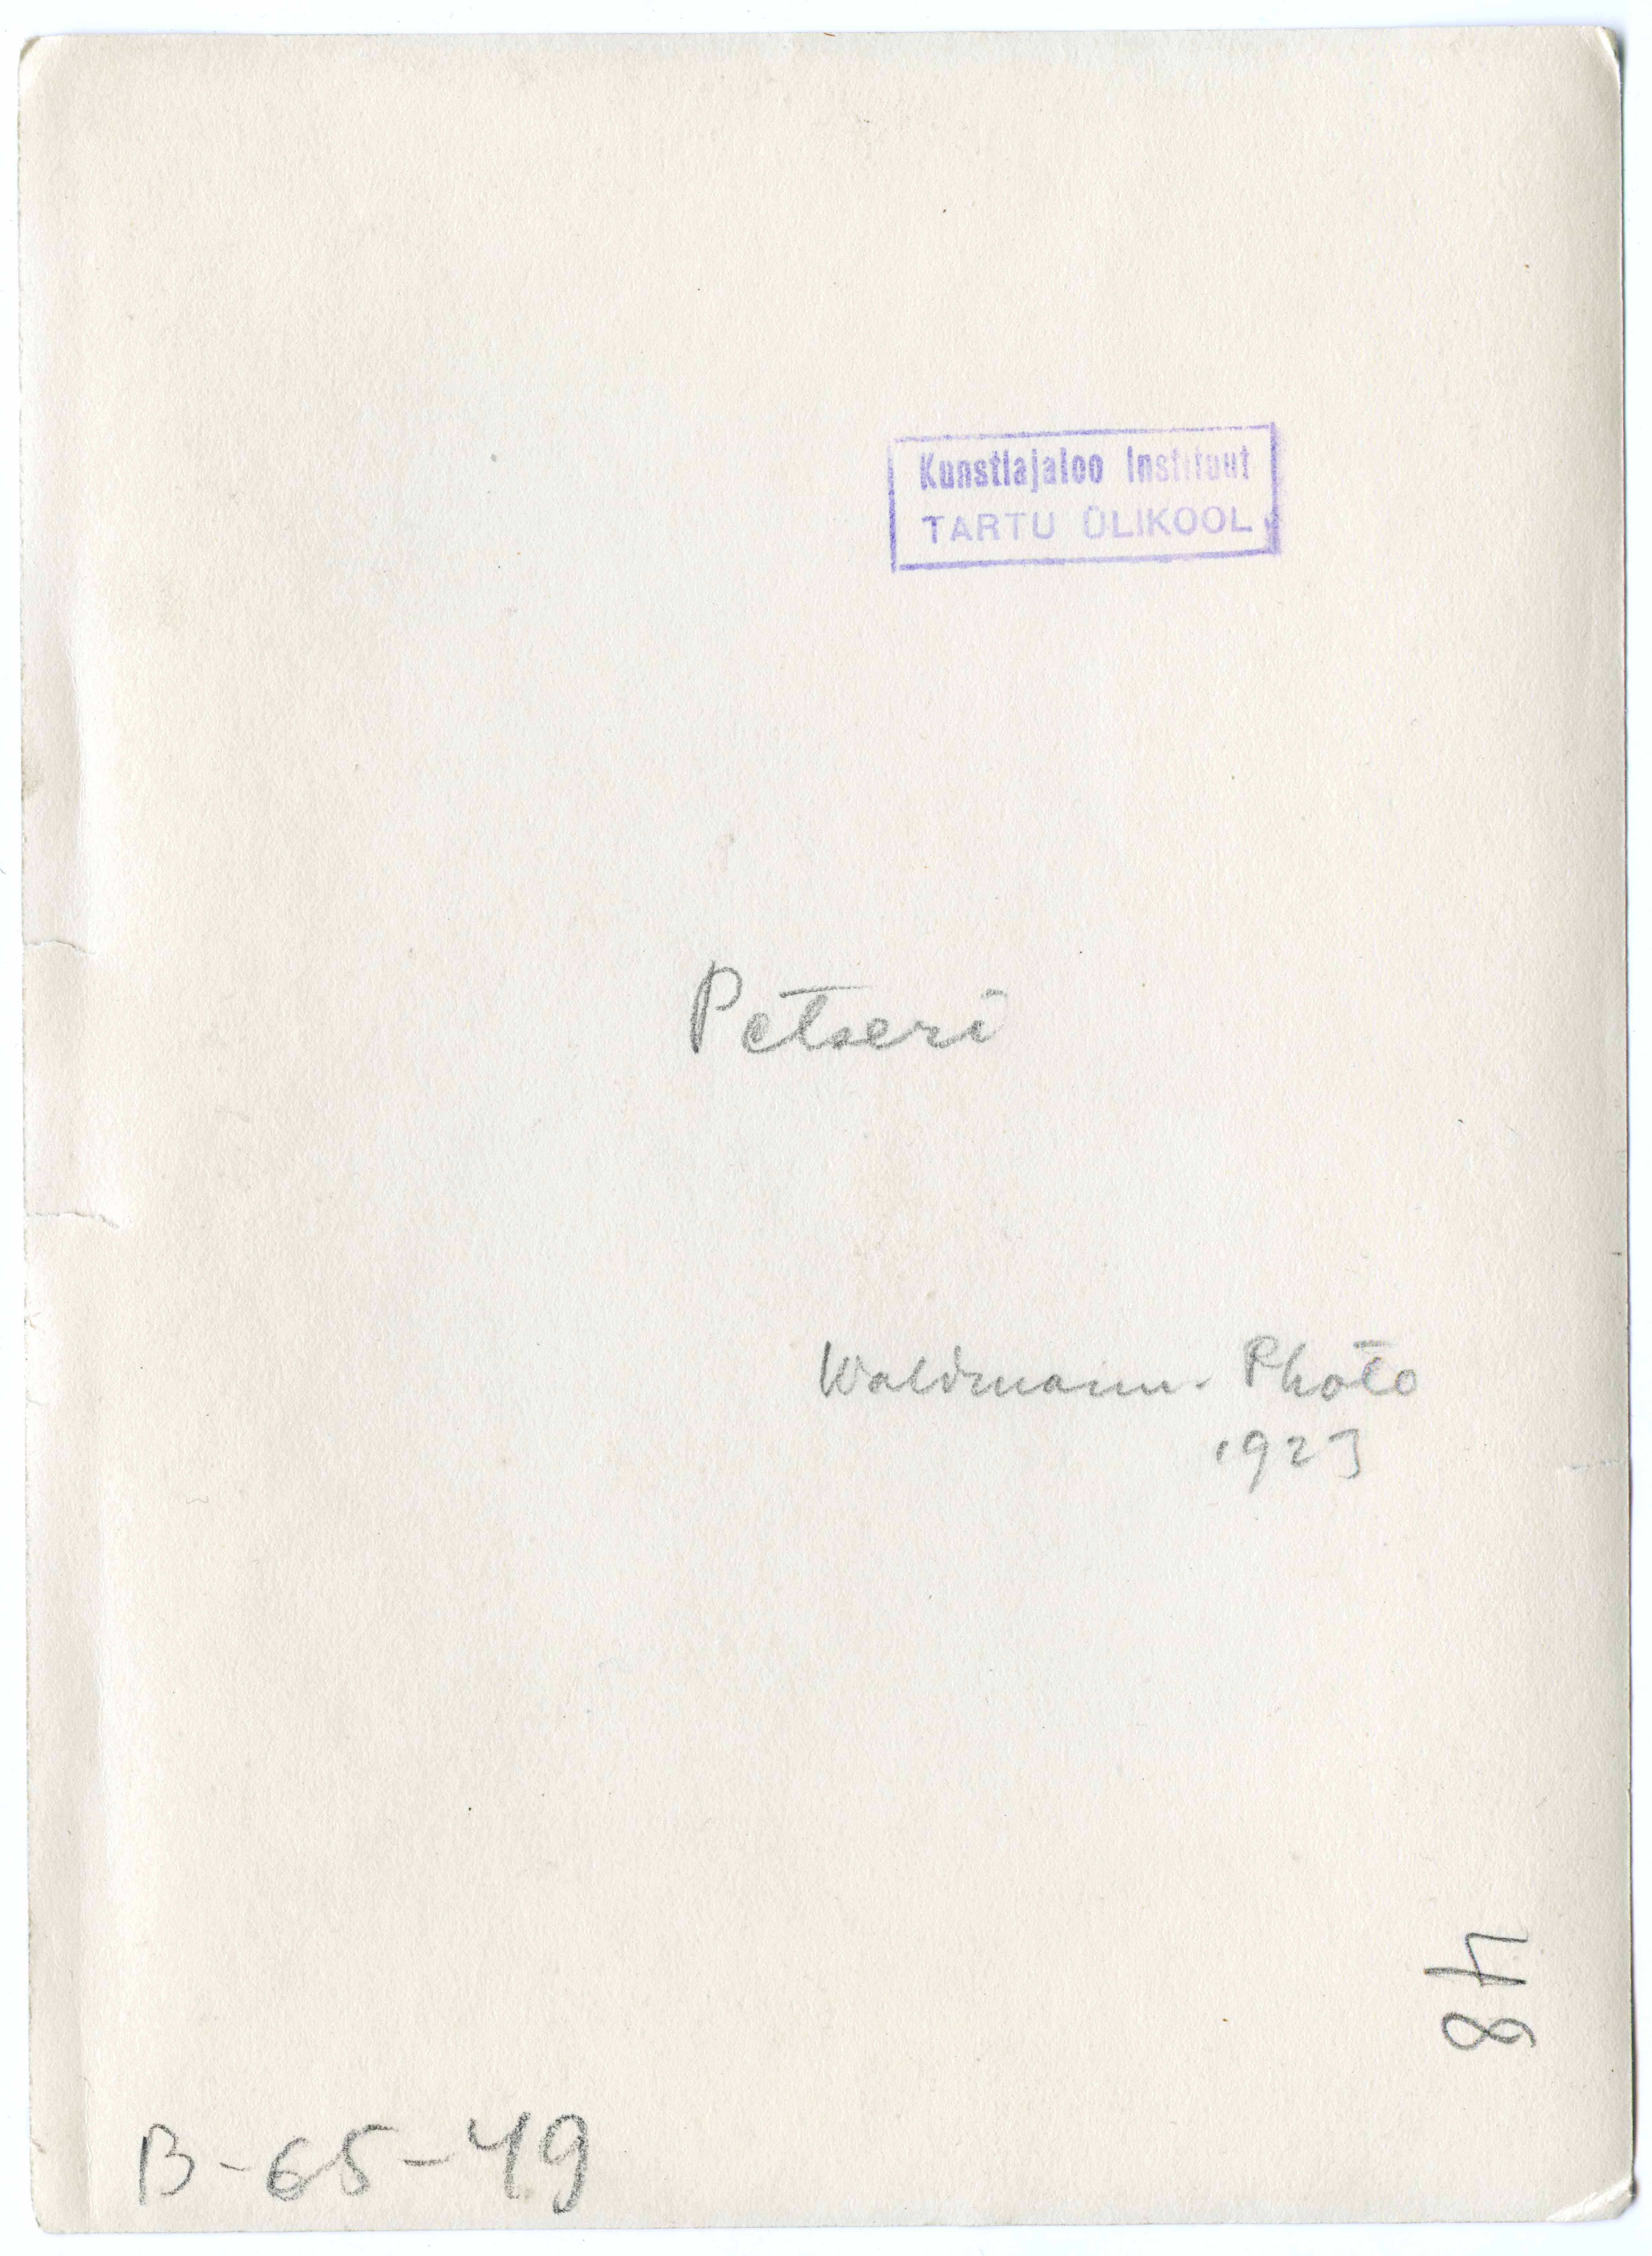 Kunstiajaloo Instituut
TARTU ÜLIKOOL
Petseri
Waldmann. Photo
1923
48
B-65-49